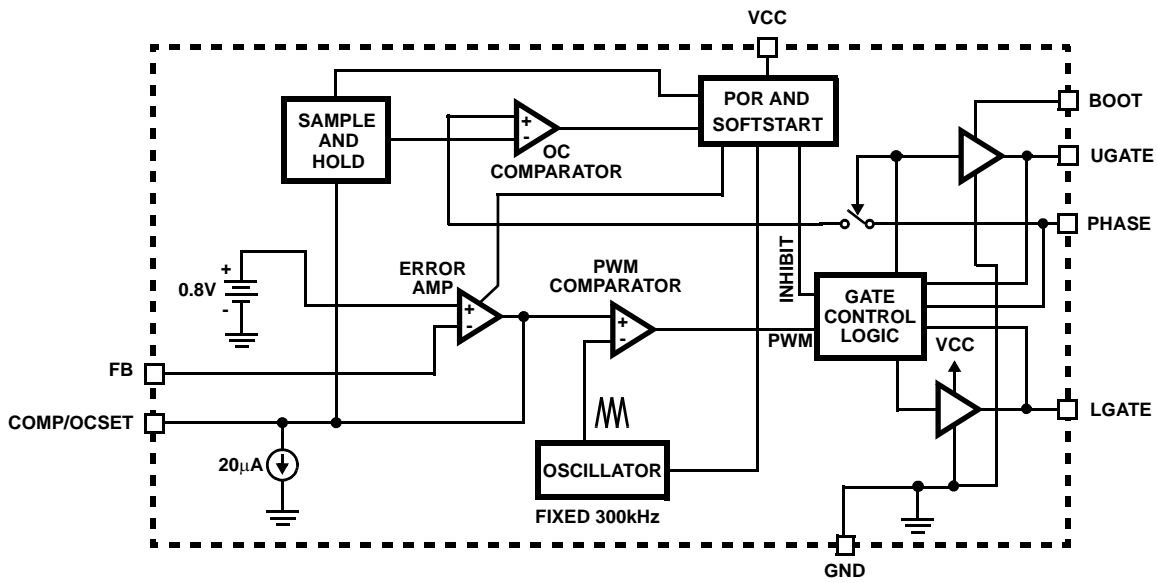 VCC
SAMPLE
AND
HOLD
+
-
OC
COMPARATOR
POR AND
SOFTSTART
BOOT
UGATE
PHASE
INHIBIT
+
0.8V
-
ERROR
AMP
+
-
PWM
COMPARATOR
+
-
PWM
GATE
CONTROL
LOGIC
VCC
FB
COMP/OCSET
LGATE
20μA
OSCILLATOR
FIXED 300kHz
GND